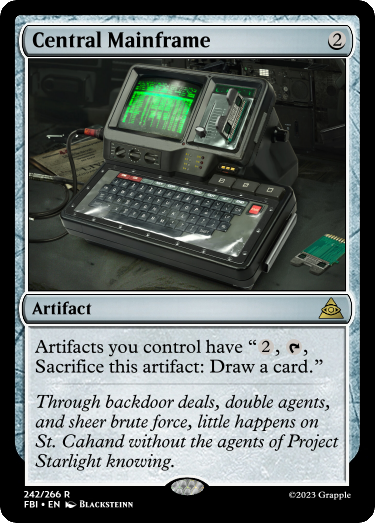 Central Mainframe 2
Artifact
Artifacts you control have “2, ,
Sacrifice this artifact: Draw a card.”
Through backdoor deals, double agents,
and sheer brute force, little happens on
St. Cahand without the agents of Project
Starlight knowing.
242/266 R
FBI • EN Blacksteinn
©2023 Grapple